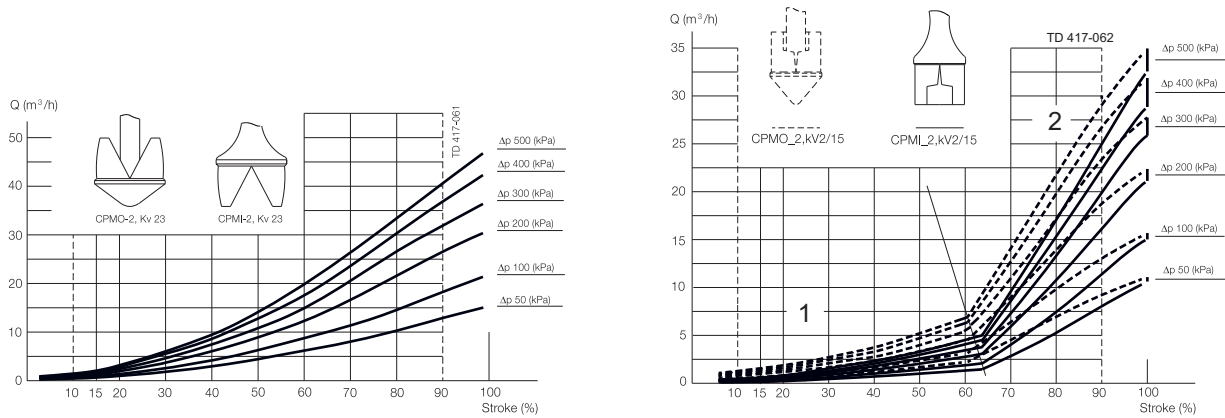 Q (m³/h)
50
40
30
20
10
0
10 15 20 30 40 50 60 70 80 90 100
Stroke (%)
CPMO-2, Kv 23
CPMI-2, Kv 23
TD 417-061
Δp 500 (kPa)
Δp 400 (kPa)
Δp 300 (kPa)
Δp 200 (kPa)
Δp 100 (kPa)
Δp 50 (kPa)
Q (m³/h)
35
30
25
20
15
10
5
0
10 15 20 30 40 50 60 70 80 90 100
Stroke (%)
CPMO_2,kV2/15
CPMI_2,kV2/15
TD 417-062
1
2
Δp 500 (kPa)
Δp 400 (kPa)
Δp 300 (kPa)
Δp 200 (kPa)
Δp 100 (kPa)
Δp 50 (kPa)